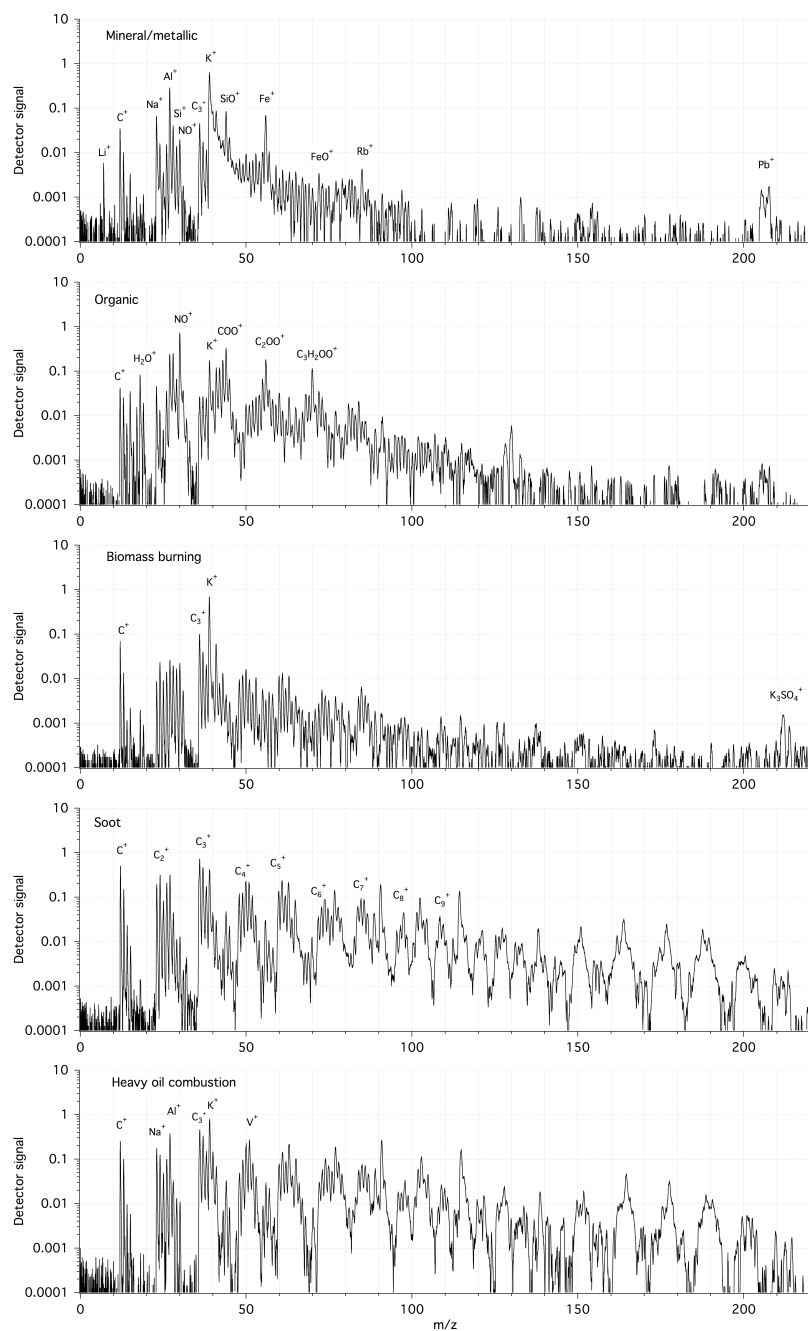 Mineral/metallic
Detector signal
10
1
0.1
0.01
0.001
0.0001
Li⁺
C⁺
Na⁺
Al⁺
Si⁺
NO⁺
C₃⁺
K⁺
SiO⁺
Fe⁺
FeO⁺
Rb⁺
Pb⁺
0 50 100 150 200
Organic
Detector signal
10
1
0.1
0.01
0.001
0.0001
C⁺
H₂O⁺
NO⁺
K⁺
COO⁺
C₂OO⁺
C₃H₂OO⁺
0 50 100 150 200
Biomass burning
Detector signal
10
1
0.1
0.01
0.001
0.0001
C⁺
C₃⁺
K⁺
K₃SO₄⁺
0 50 100 150 200
Soot
Detector signal
10
1
0.1
0.01
0.001
0.0001
C⁺
C₂⁺
C₃⁺
C₄⁺
C₅⁺
C₆⁺
C₇⁺
C₈⁺
C₉⁺
0 50 100 150 200
Heavy oil combustion
Detector signal
10
1
0.1
0.01
0.001
0.0001
C⁺
Na⁺
Al⁺
C₃⁺
K⁺
V⁺
0 50 100 150 200
m/z